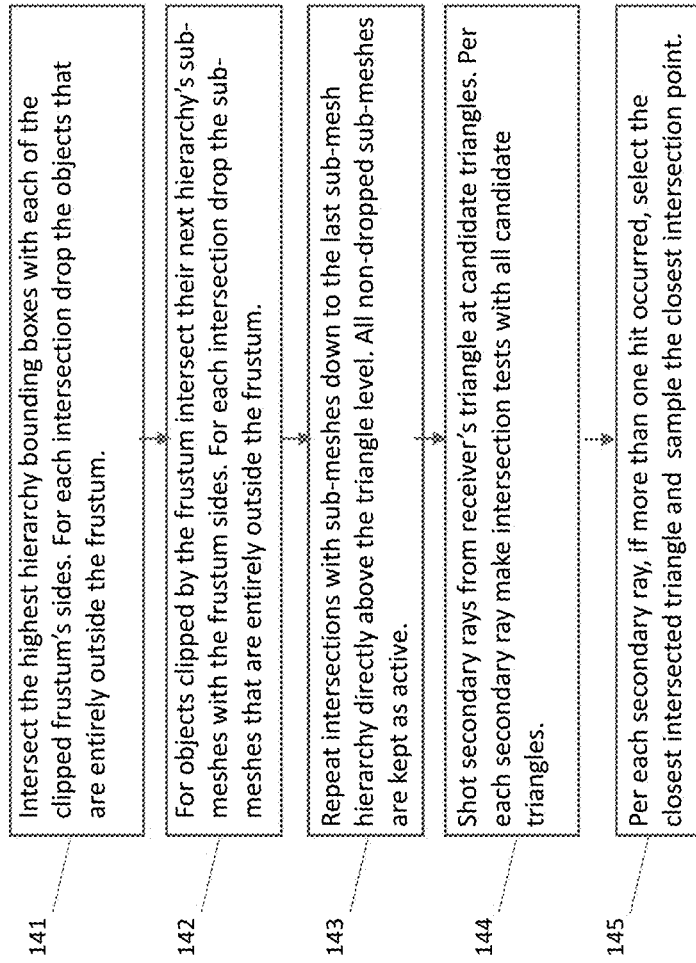 141
Intersect the highest hierarchy bounding boxes with each of the
clipped frustum's sides. For each intersection drop the objects that
are entirely outside the frustum.
142
For objects clipped by the frustum intersect their next hierarchy's sub-
meshes with the frustum sides. For each intersection drop the sub-
meshes that are entirely outside the frustum.
143
Repeat intersections with sub-meshes down to the last sub-mesh
hierarchy directly above the triangle level. All non-dropped sub-meshes
are kept as active.
144
Shot secondary rays from receiver's triangle at candidate triangles. Per
each secondary ray make intersection tests with all candidate
triangles.
145
Per each secondary ray, if more than one hit occurred, select the
closest intersected triangle and sample the closest intersection point.